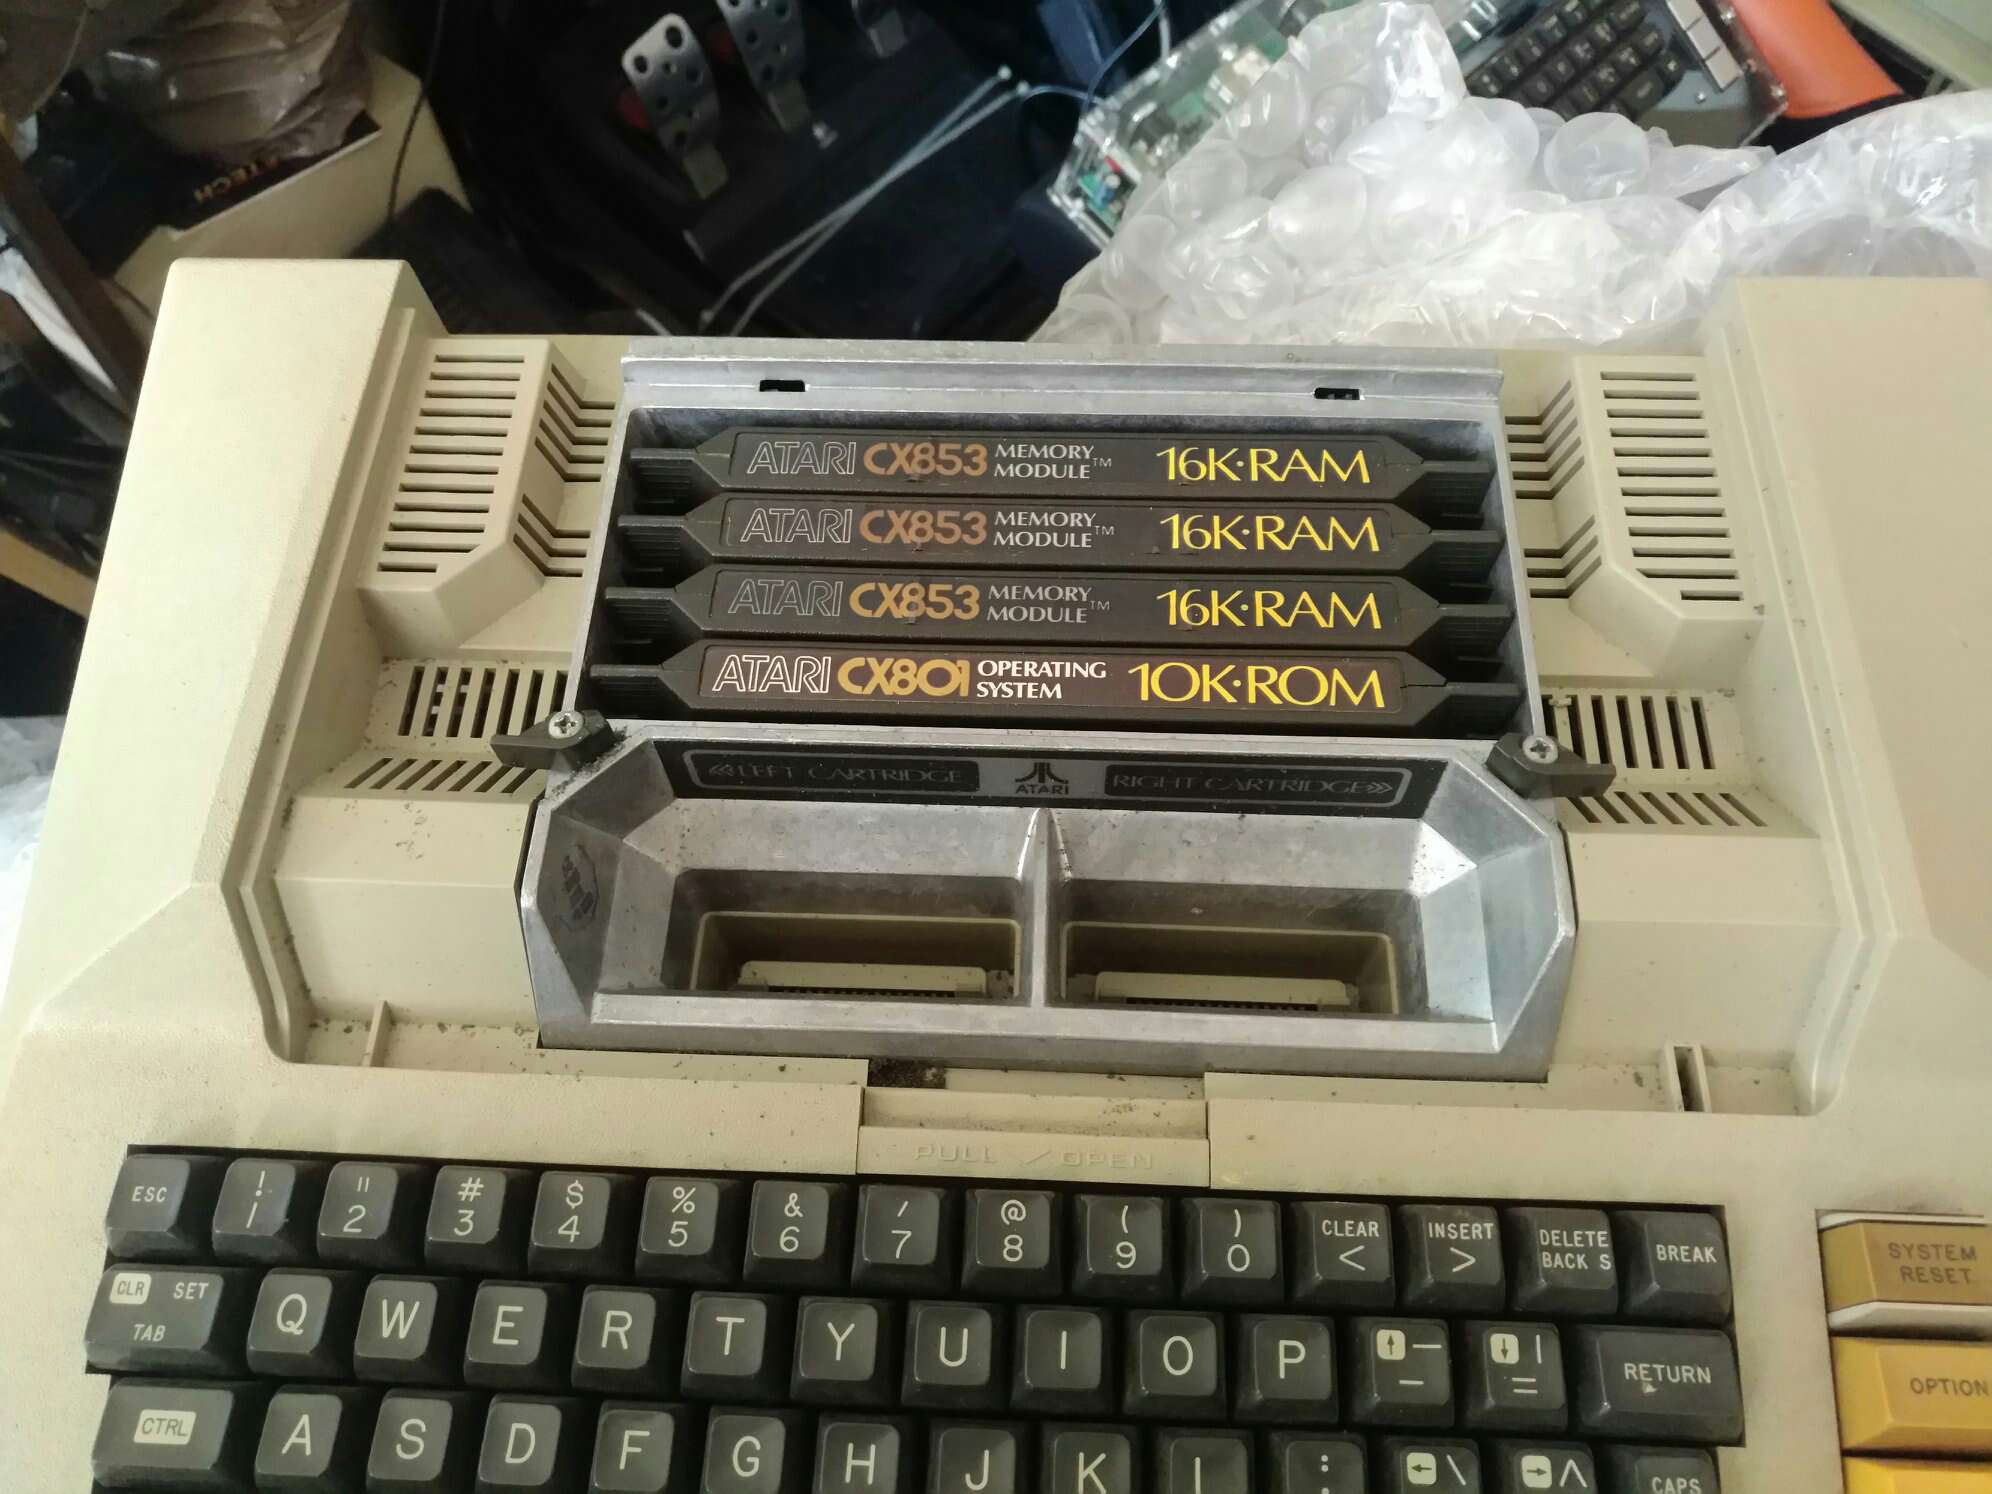 TECH
ATARI CX853 MEMORY MODULE™ 16K·RAM
ATARI CX853 MEMORY MODULE™ 16K·RAM
ATARI CX853 MEMORY MODULE™ 16K·RAM
ATARI CX801 OPERATING SYSTEM 10K·ROM
«LEFT CARTRIDGE ATARI RIGHT CARTRIDGE»
PULL / OPEN
ESC ! 1 " 2 # 3 $ 4 % 5 & 6 ' 7 @ 8 ( 9 ) 0 CLEAR < INSERT > DELETE BACK S BREAK
SYSTEM RESET
CLR SET TAB Q W E R T Y U I O P ↑ — – ↓ | = RETURN
OPTION
CTRL A S D F G H J K L : ← \ → ^ CAPS